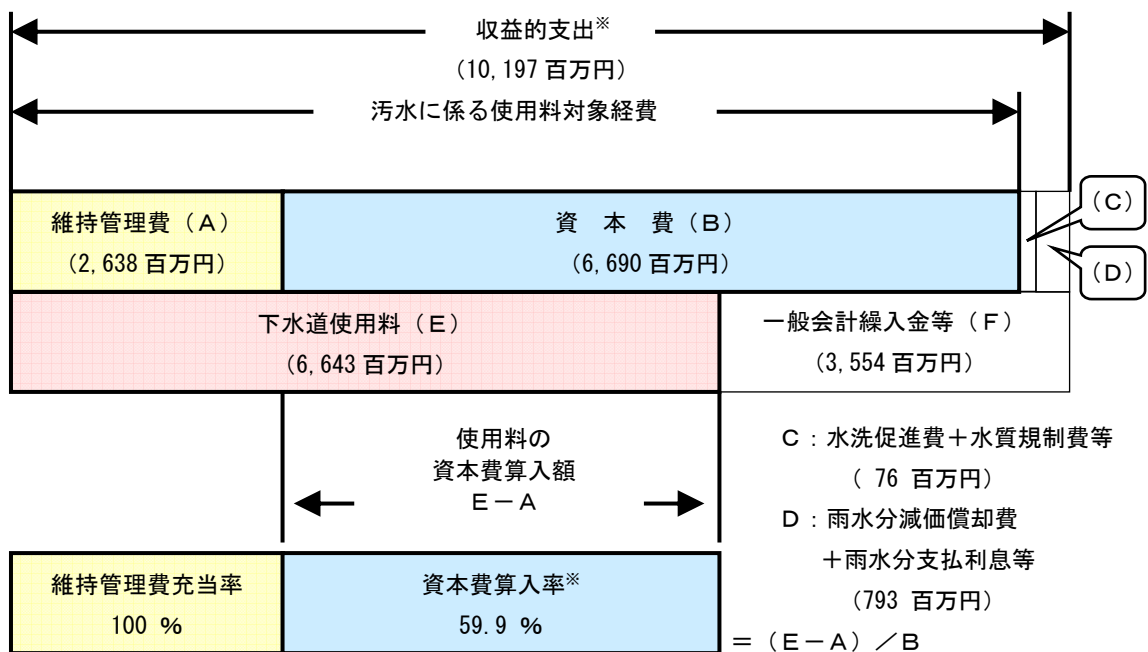 収益的支出※
（10,197 百万円）
汚水に係る使用料対象経費
（Ｃ）
維持管理費（Ａ）
（2,638 百万円）
資　本　費（Ｂ）
（6,690 百万円）
（Ｄ）
下水道使用料（Ｅ）
（6,643 百万円）
一般会計繰入金等（Ｆ）
（3,554 百万円）
使用料の
資本費算入額
Ｅ－Ａ
Ｃ：水洗促進費＋水質規制費等
（ 76 百万円）
Ｄ：雨水分減価償却費
＋雨水分支払利息等
（793 百万円）
維持管理費充当率
100 ％
資本費算入率※
59.9 ％
＝（Ｅ－Ａ）／Ｂ